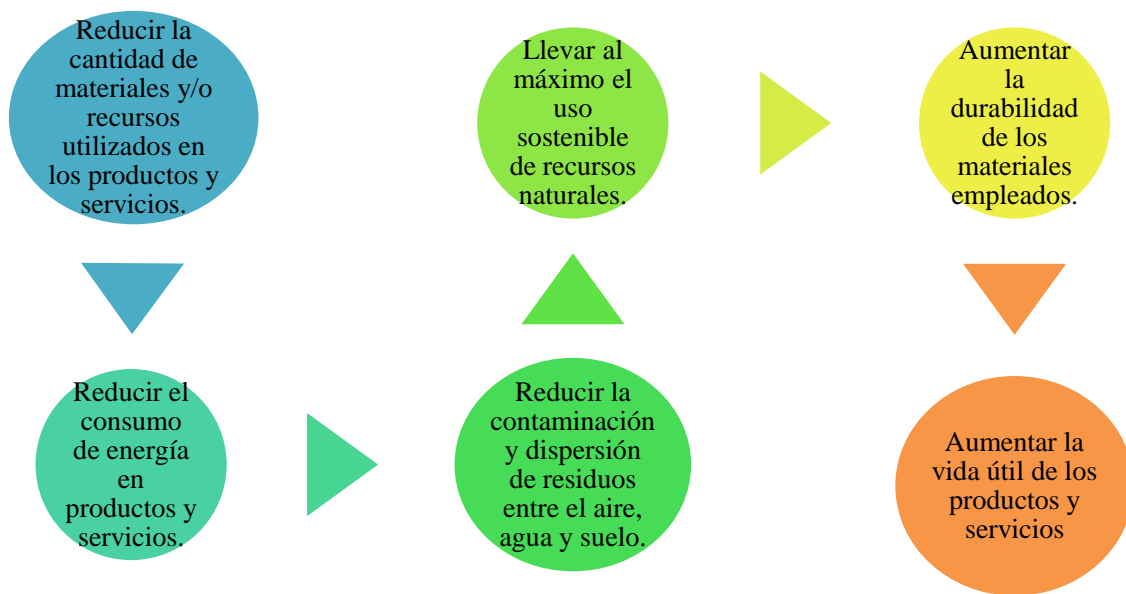 Reducir la
cantidad de
materiales y/o
recursos
utilizados en
los productos y
servicios.
Reducir el
consumo
de energía
en
productos y
servicios.
Reducir la
contaminación
y dispersión
de residuos
entre el aire,
agua y suelo.
Llevar al
máximo el
uso
sostenible
de recursos
naturales.
Aumentar
la
durabilidad
de los
materiales
empleados.
Aumentar la
vida útil de los
productos y
servicios